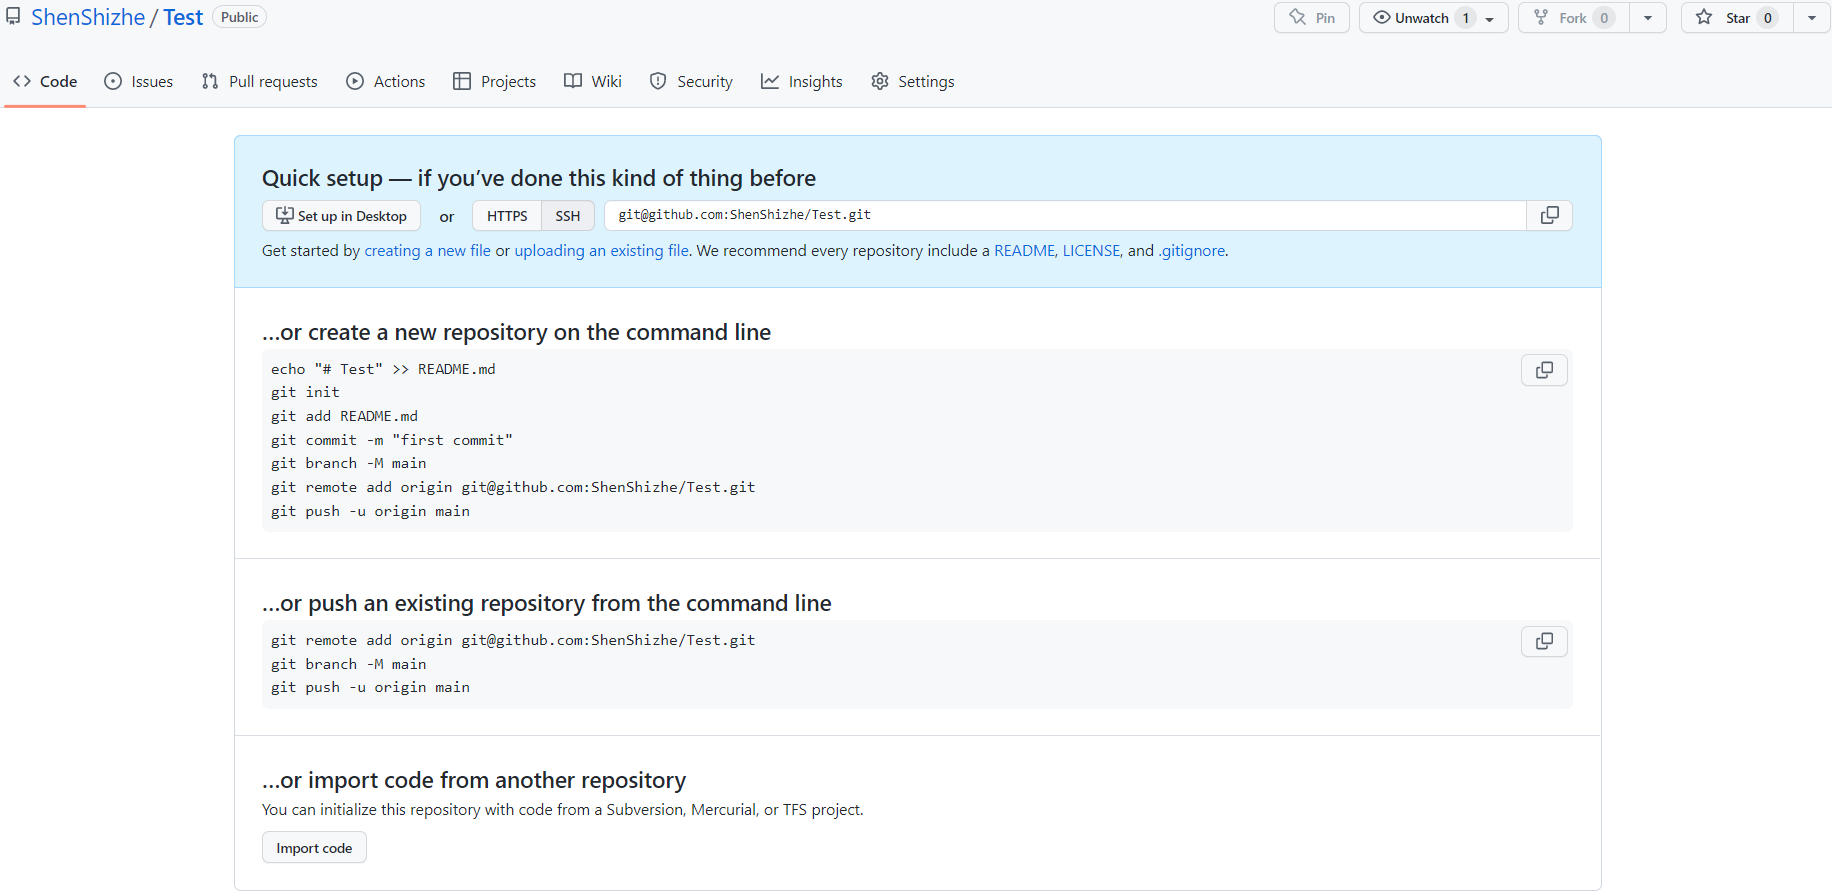 ShenShizhe / Test Public
Pin Unwatch 1 Fork 0 Star 0
Code Issues Pull requests Actions Projects Wiki Security Insights Settings
Quick setup — if you’ve done this kind of thing before
Set up in Desktop or HTTPS SSH git@github.com:ShenShizhe/Test.git
Get started by creating a new file or uploading an existing file. We recommend every repository include a README, LICENSE, and .gitignore.
…or create a new repository on the command line
echo "# Test" >> README.md
git init
git add README.md
git commit -m "first commit"
git branch -M main
git remote add origin git@github.com:ShenShizhe/Test.git
git push -u origin main
…or push an existing repository from the command line
git remote add origin git@github.com:ShenShizhe/Test.git
git branch -M main
git push -u origin main
…or import code from another repository
You can initialize this repository with code from a Subversion, Mercurial, or TFS project.
Import code